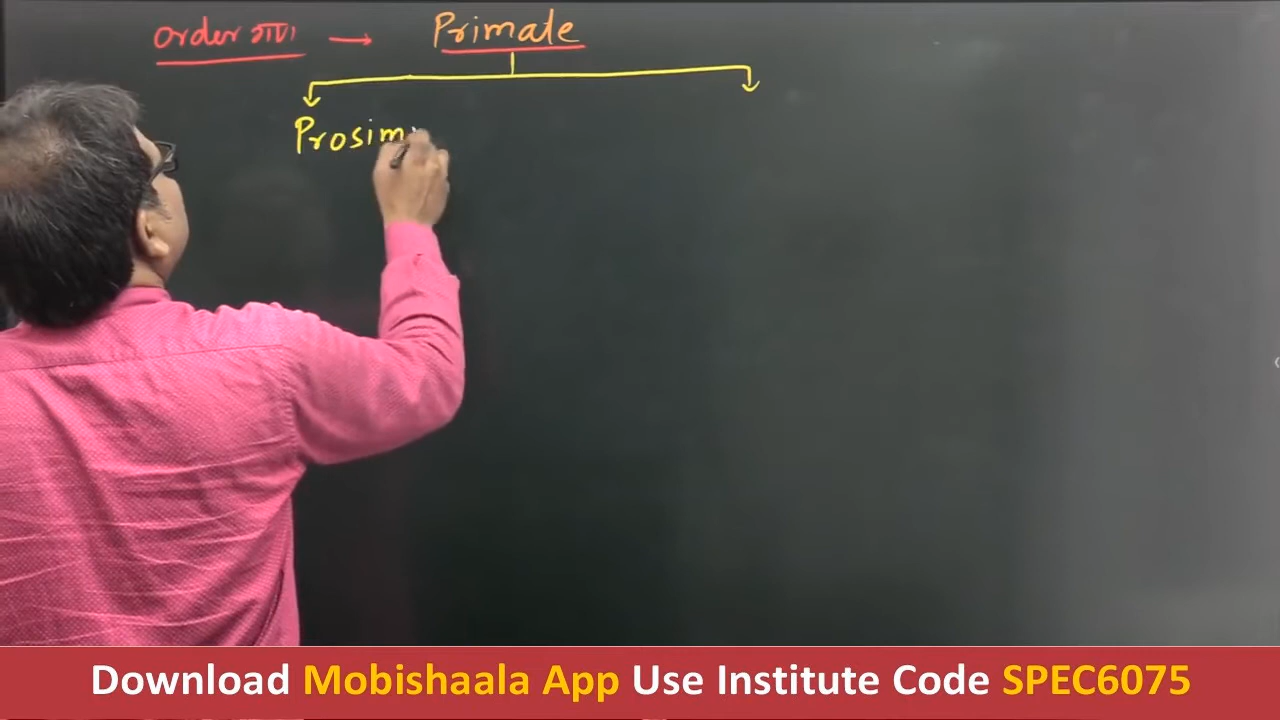 order गण → Primate
Prosim
Download Mobishaala App Use Institute Code SPEC6075